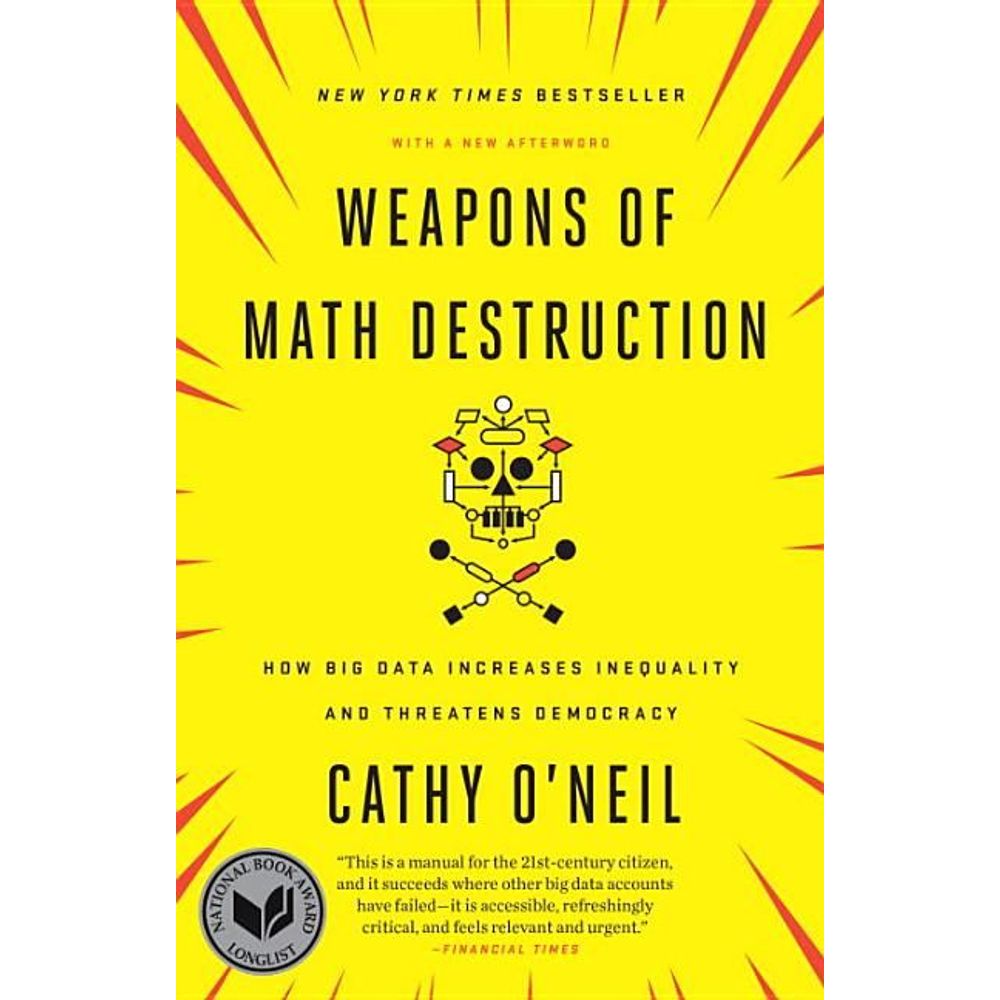 NEW YORK TIMES BESTSELLER
WITH A NEW AFTERWORD
WEAPONS OF
MATH DESTRUCTION
HOW BIG DATA INCREASES INEQUALITY
AND THREATENS DEMOCRACY
CATHY O'NEIL
“This is a manual for the 21st-century citizen,
and it succeeds where other big data accounts
have failed—it is accessible, refreshingly
critical, and feels relevant and urgent.”
—FINANCIAL TIMES
NATIONAL BOOK AWARD
LONGLIST